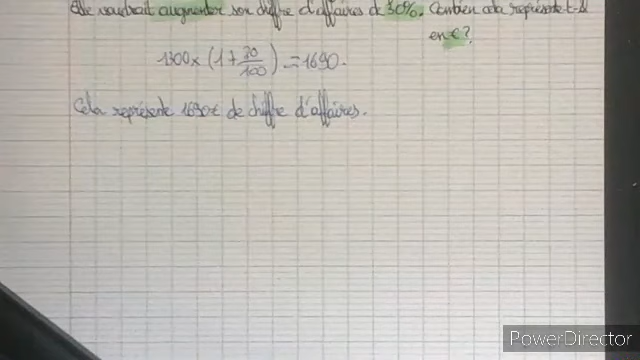 Elle voudrait augmenter son chiffre d'affaires de 30%. Combien cela représente t-il
en €?
1300x (1+30/100) = 1690.
Cela représente 1690€ de chiffre d'affaires.
PowerDirector